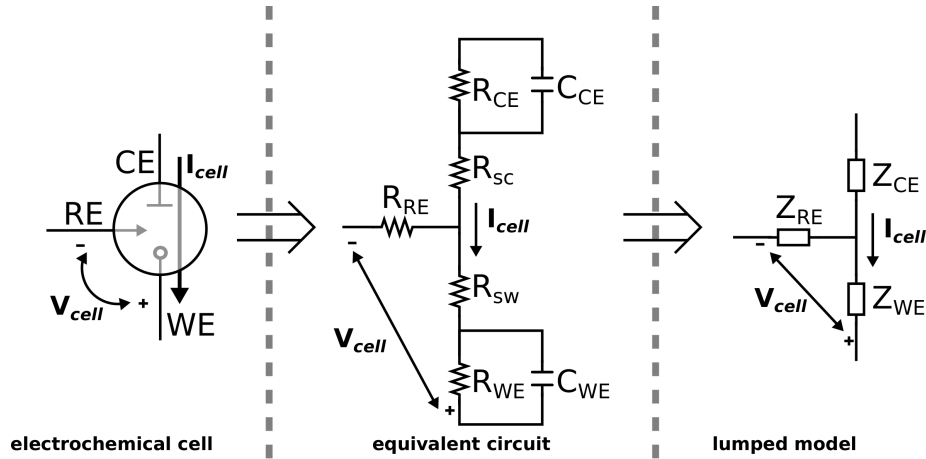 CE
I_cell
RE
-
V_cell
+
WE
electrochemical cell
R_CE
C_CE
R_sc
R_RE
I_cell
-
R_sw
V_cell
R_WE
C_WE
+
equivalent circuit
Z_CE
Z_RE
I_cell
-
V_cell
Z_WE
+
lumped model